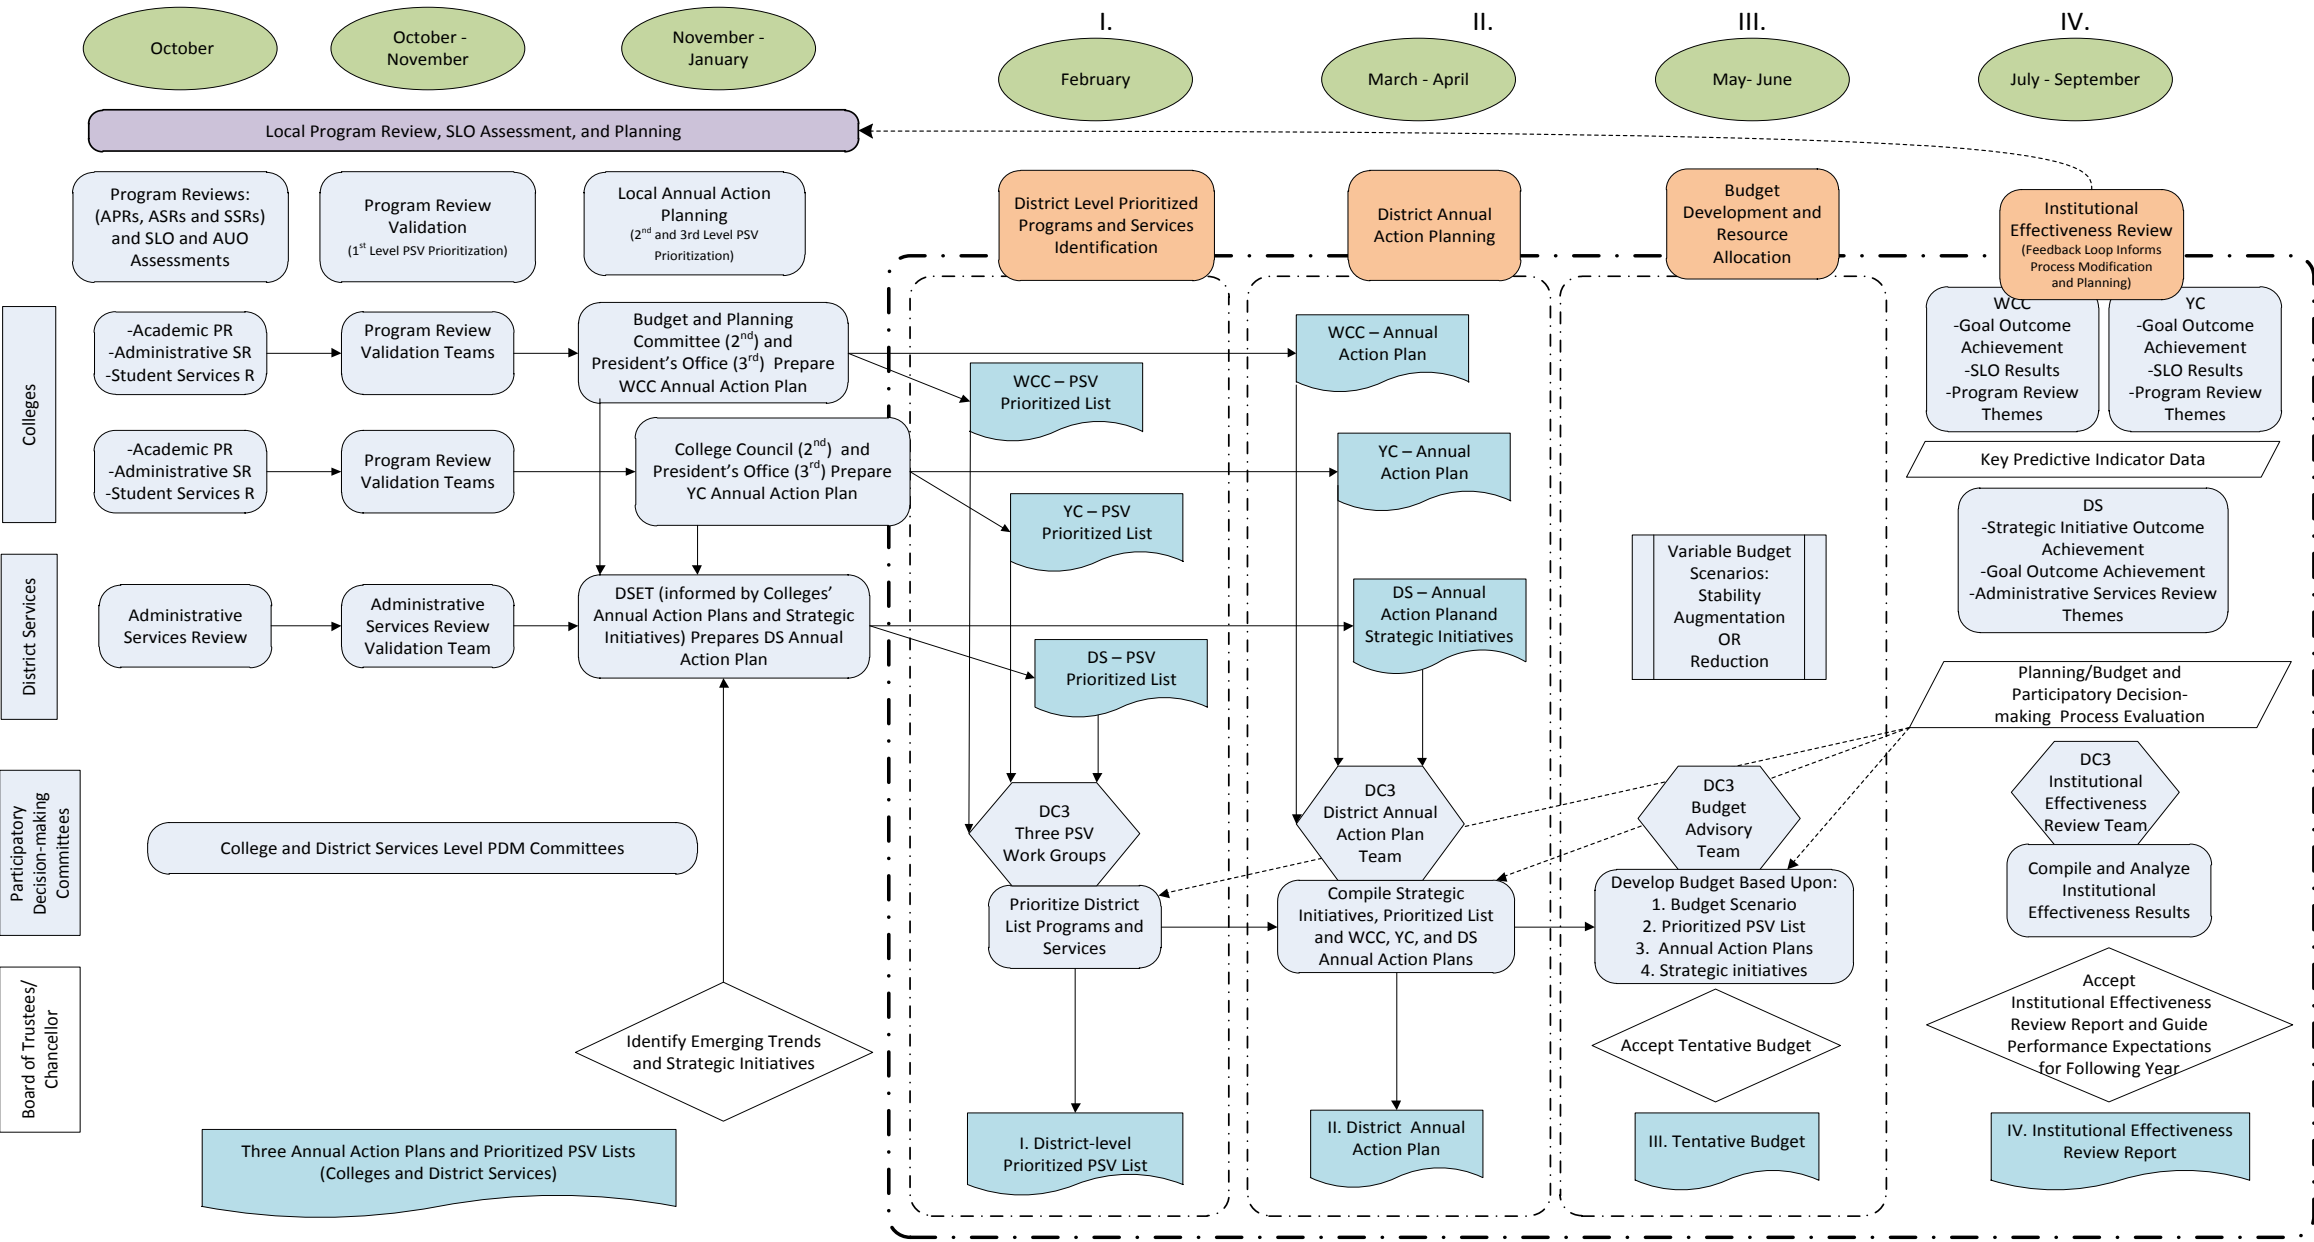 I.
II.
III.
IV.
October
October -
November
November -
January
February
March - April
May- June
July - September
Local Program Review, SLO Assessment, and Planning
Program Reviews:
(APRs, ASRs and SSRs)
and SLO and AUO
Assessments
Program Review
Validation
(1st Level PSV Prioritization)
Local Annual Action
Planning
(2nd and 3rd Level PSV
Prioritization)
District Level Prioritized
Programs and Services
Identification
District Annual
Action Planning
Budget
Development and
Resource
Allocation
Institutional
Effectiveness Review
(Feedback Loop Informs
Process Modification
and Planning)
Colleges
-Academic PR
-Administrative SR
-Student Services R
Program Review
Validation Teams
Budget and Planning
Committee (2nd) and
President's Office (3rd)  Prepare
WCC Annual Action Plan
WCC – PSV
Prioritized List
WCC – Annual
Action Plan
WCC
-Goal Outcome
Achievement
-SLO Results
-Program Review
Themes
YC
-Goal Outcome
Achievement
-SLO Results
-Program Review
Themes
-Academic PR
-Administrative SR
-Student Services R
Program Review
Validation Teams
College Council (2nd)  and
President's Office (3rd) Prepare
YC Annual Action Plan
YC – PSV
Prioritized List
YC – Annual
Action Plan
Key Predictive Indicator Data
District Services
Administrative
Services Review
Administrative
Services Review
Validation Team
DSET (informed by Colleges'
Annual Action Plans and Strategic
Initiatives) Prepares DS Annual
Action Plan
DS – PSV
Prioritized List
DS – Annual
Action Planand
Strategic Initiatives
Variable Budget
Scenarios:
Stability
Augmentation
OR
Reduction
DS
-Strategic Initiative Outcome
Achievement
-Goal Outcome Achievement
-Administrative Services Review
Themes
Planning/Budget and
Participatory Decision-
making  Process Evaluation
Participatory
Decision-making
Committees
College and District Services Level PDM Committees
DC3
Three PSV
Work Groups
Prioritize District
List Programs and
Services
DC3
District Annual
Action Plan
Team
Compile Strategic
Initiatives, Prioritized List
and WCC, YC, and DS
Annual Action Plans
DC3
Budget
Advisory
Team
Develop Budget Based Upon:
1. Budget Scenario
2. Prioritized PSV List
3.  Annual Action Plans
4. Strategic initiatives
DC3
Institutional
Effectiveness
Review Team
Compile and Analyze
Institutional
Effectiveness Results
Board of Trustees/
Chancellor
Identify Emerging Trends
and Strategic Initiatives
Accept Tentative Budget
Accept
Institutional Effectiveness
Review Report and Guide
Performance Expectations
for Following Year
Three Annual Action Plans and Prioritized PSV Lists
(Colleges and District Services)
I. District-level
Prioritized PSV List
II. District  Annual
Action Plan
III. Tentative Budget
IV. Institutional Effectiveness
Review Report